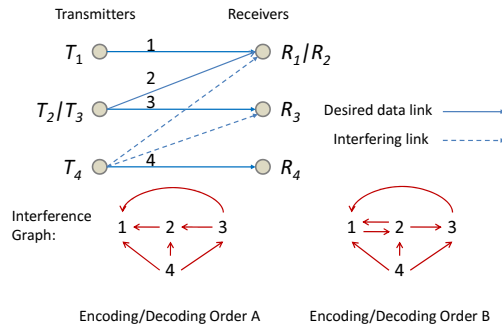 Transmitters Receivers
T1 1 R1/R2
2
T2/T3 3 R3
Desired data link
Interfering link
T4 4 R4
Interference Graph:
1 2 3
4
1 2 3
4
Encoding/Decoding Order A Encoding/Decoding Order B